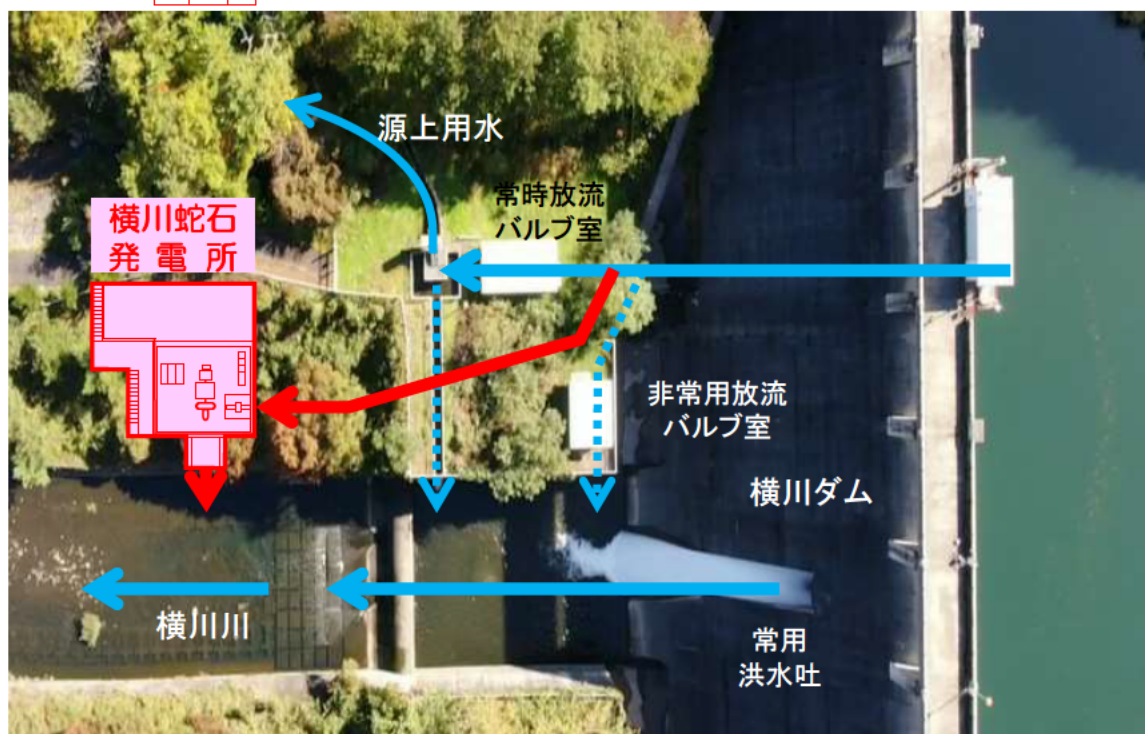 源上用水
常時放流
バルブ室
横川蛇石
発電所
非常用放流
バルブ室
横川ダム
横川川
常用
洪水吐